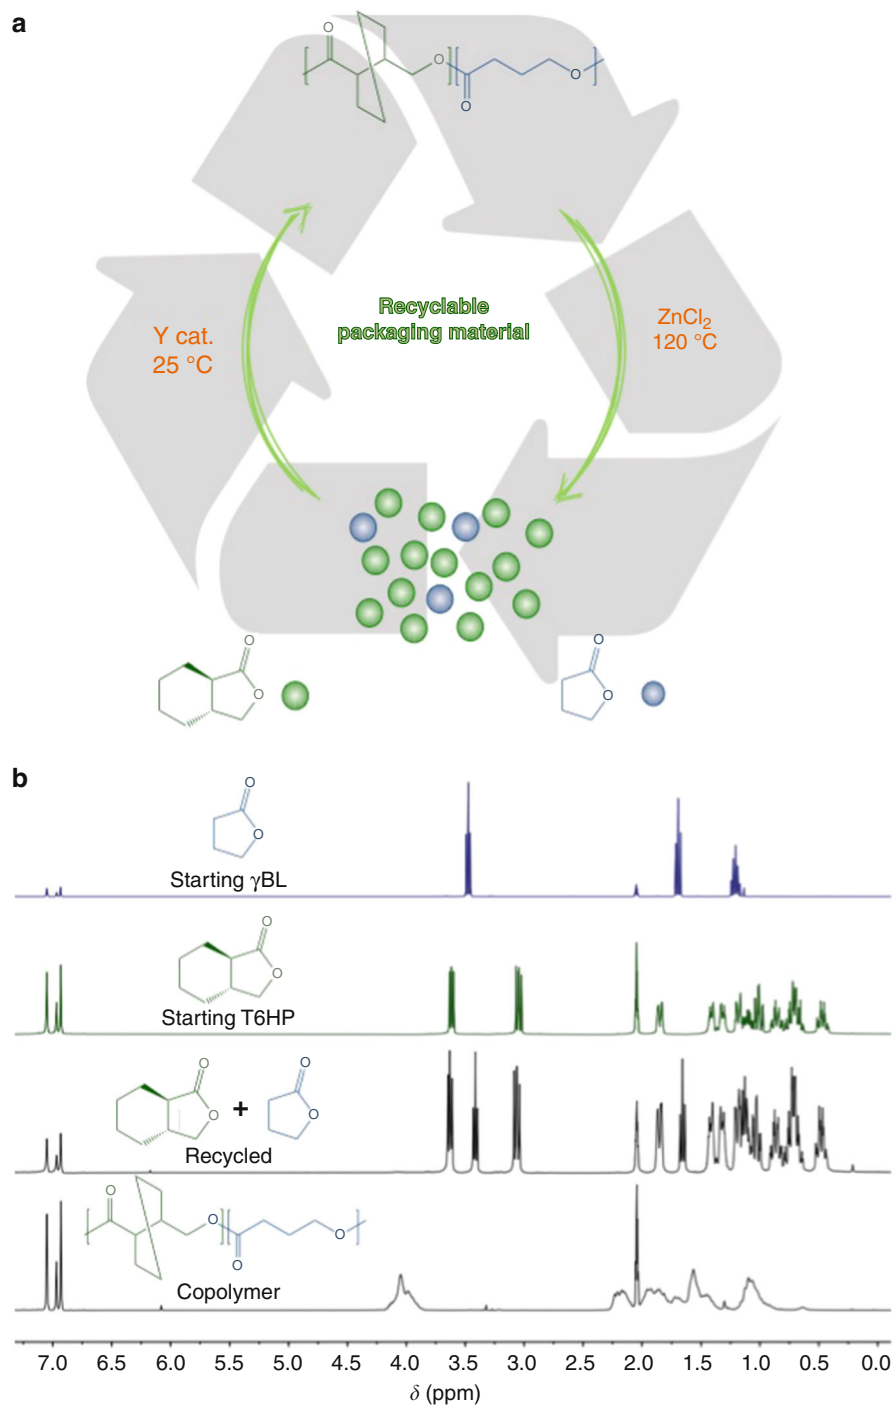 a
O
O
O
O
Recyclable
packaging material
Y cat.
25 °C
ZnCl2
120 °C
O
O
O
O
b
O
O
Starting γBL
O
O
Starting T6HP
O
O
+
O
O
Recycled
O
O
O
O
Copolymer
7.0 6.5 6.0 5.5 5.0 4.5 4.0 3.5 3.0 2.5 2.0 1.5 1.0 0.5 0.0
δ (ppm)